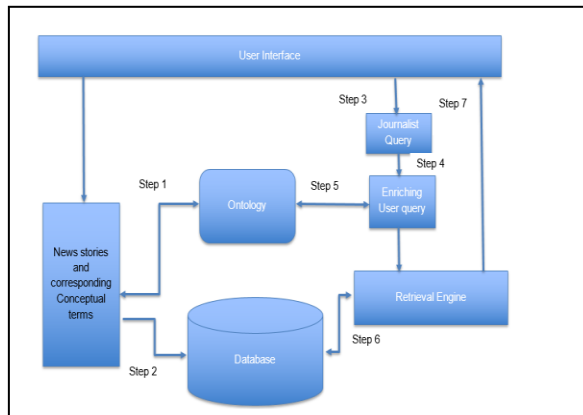 User Interface
Step 3
Step 7
Journalist
Query
Step 4
Step 1
Step 5
Ontology
Enriching
User query
News stories
and
corresponding
Conceptual
terms
Retrieval Engine
Database
Step 6
Step 2